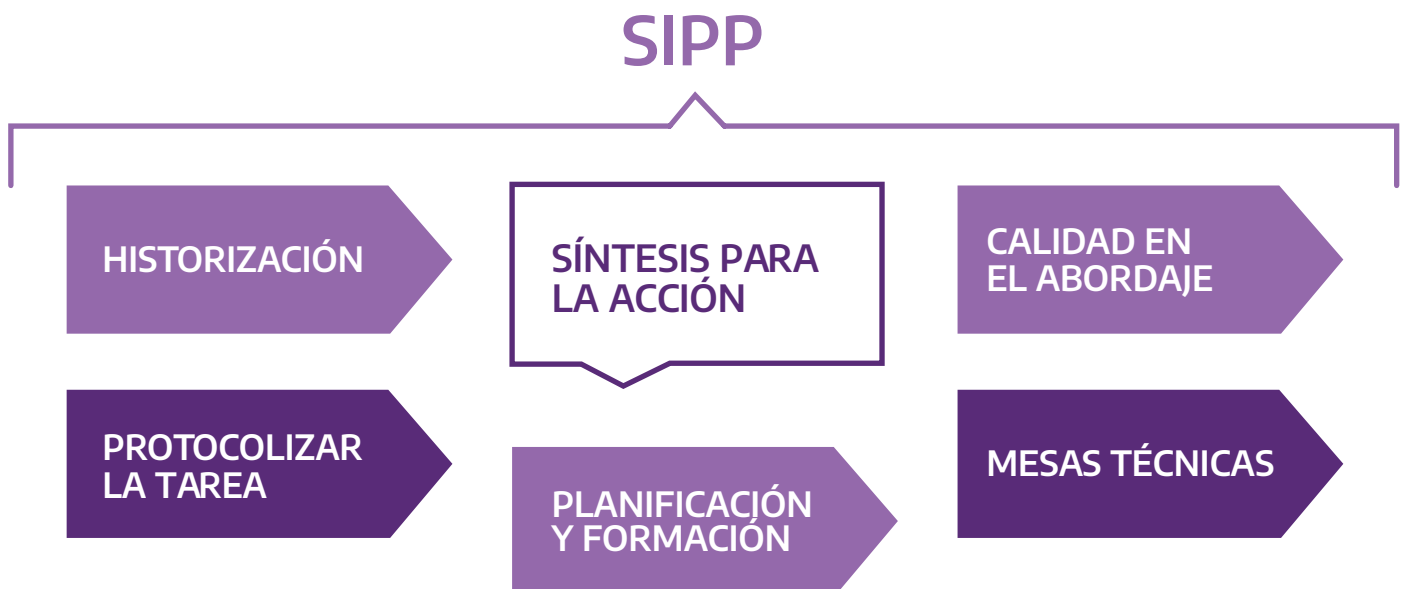 SIPP
HISTORIZACIÓN
PROTOCOLIZAR
LA TAREA
SÍNTESIS PARA
LA ACCIÓN
PLANIFICACIÓN
Y FORMACIÓN
CALIDAD EN
EL ABORDAJE
MESAS TÉCNICAS